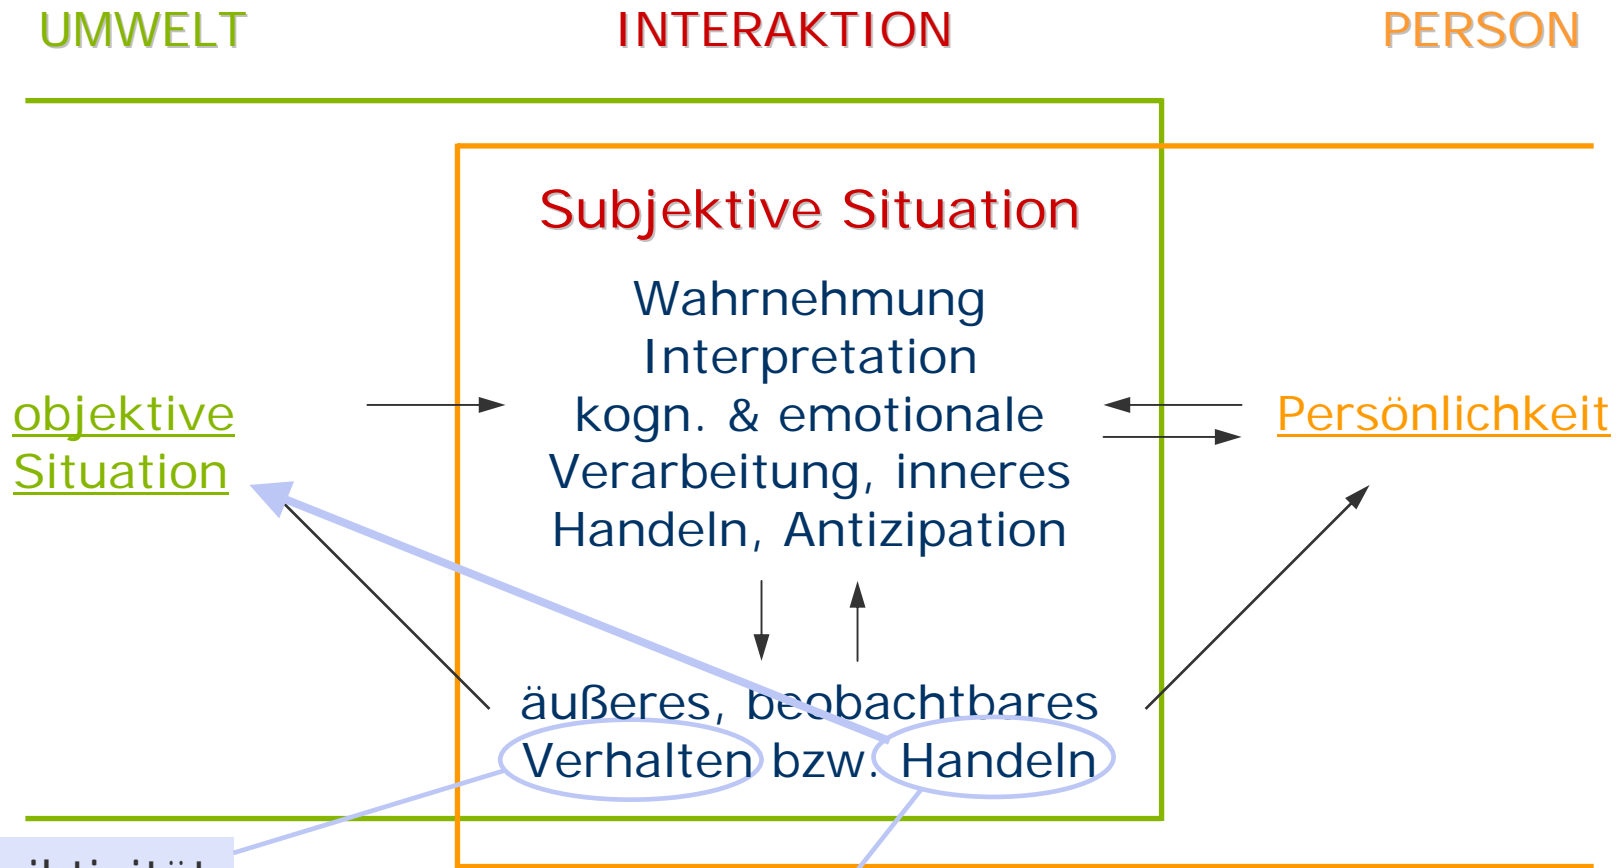 UMWELT INTERAKTION PERSON
Subjektive Situation
Wahrnehmung
Interpretation
kogn. & emotionale
Verarbeitung, inneres
Handeln, Antizipation
objektive
Situation
Persönlichkeit
äußeres, beobachtbares
Verhalten bzw. Handeln